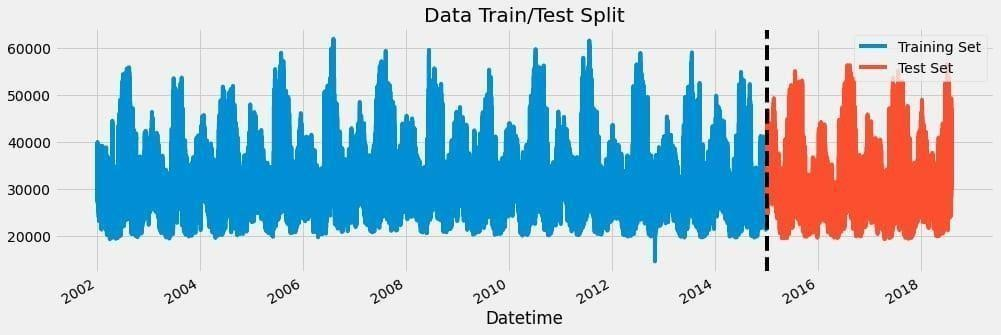 Data Train/Test Split
Training Set
Test Set
60000
50000
40000
30000
20000
2002 2004 2006 2008 2010 2012 2014 2016 2018
Datetime